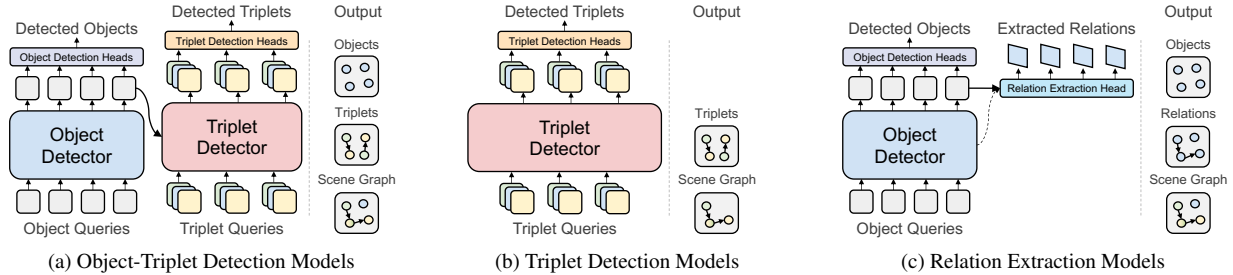 Detected Objects
Detected Triplets
Output
Object Detection Heads
Triplet Detection Heads
Objects
Object
Detector
Triplet
Detector
Triplets
Scene Graph
Object Queries
Triplet Queries
(a) Object-Triplet Detection Models
Detected Triplets
Output
Triplet Detection Heads
Triplet
Detector
Triplets
Scene Graph
Triplet Queries
(b) Triplet Detection Models
Detected Objects
Extracted Relations
Output
Object Detection Heads
Relation Extraction Head
Objects
Object
Detector
Relations
Scene Graph
Object Queries
(c) Relation Extraction Models